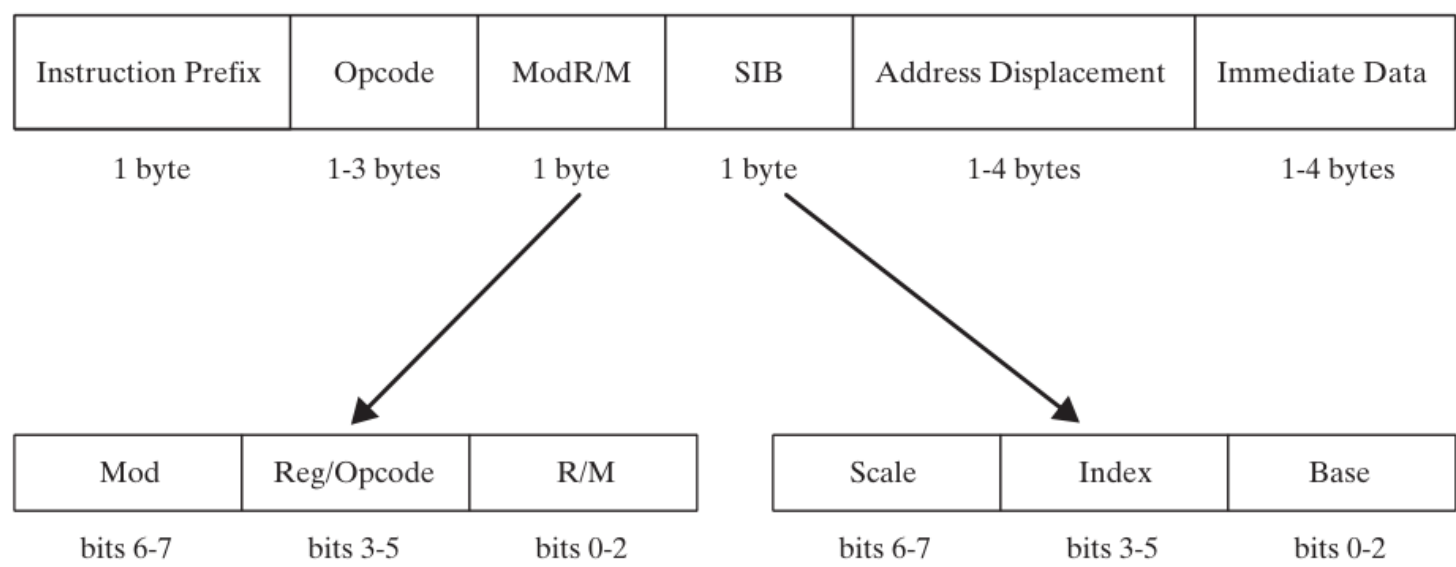 Instruction Prefix Opcode ModR/M SIB Address Displacement Immediate Data
1 byte 1-3 bytes 1 byte 1 byte 1-4 bytes 1-4 bytes
Mod Reg/Opcode R/M Scale Index Base
bits 6-7 bits 3-5 bits 0-2 bits 6-7 bits 3-5 bits 0-2